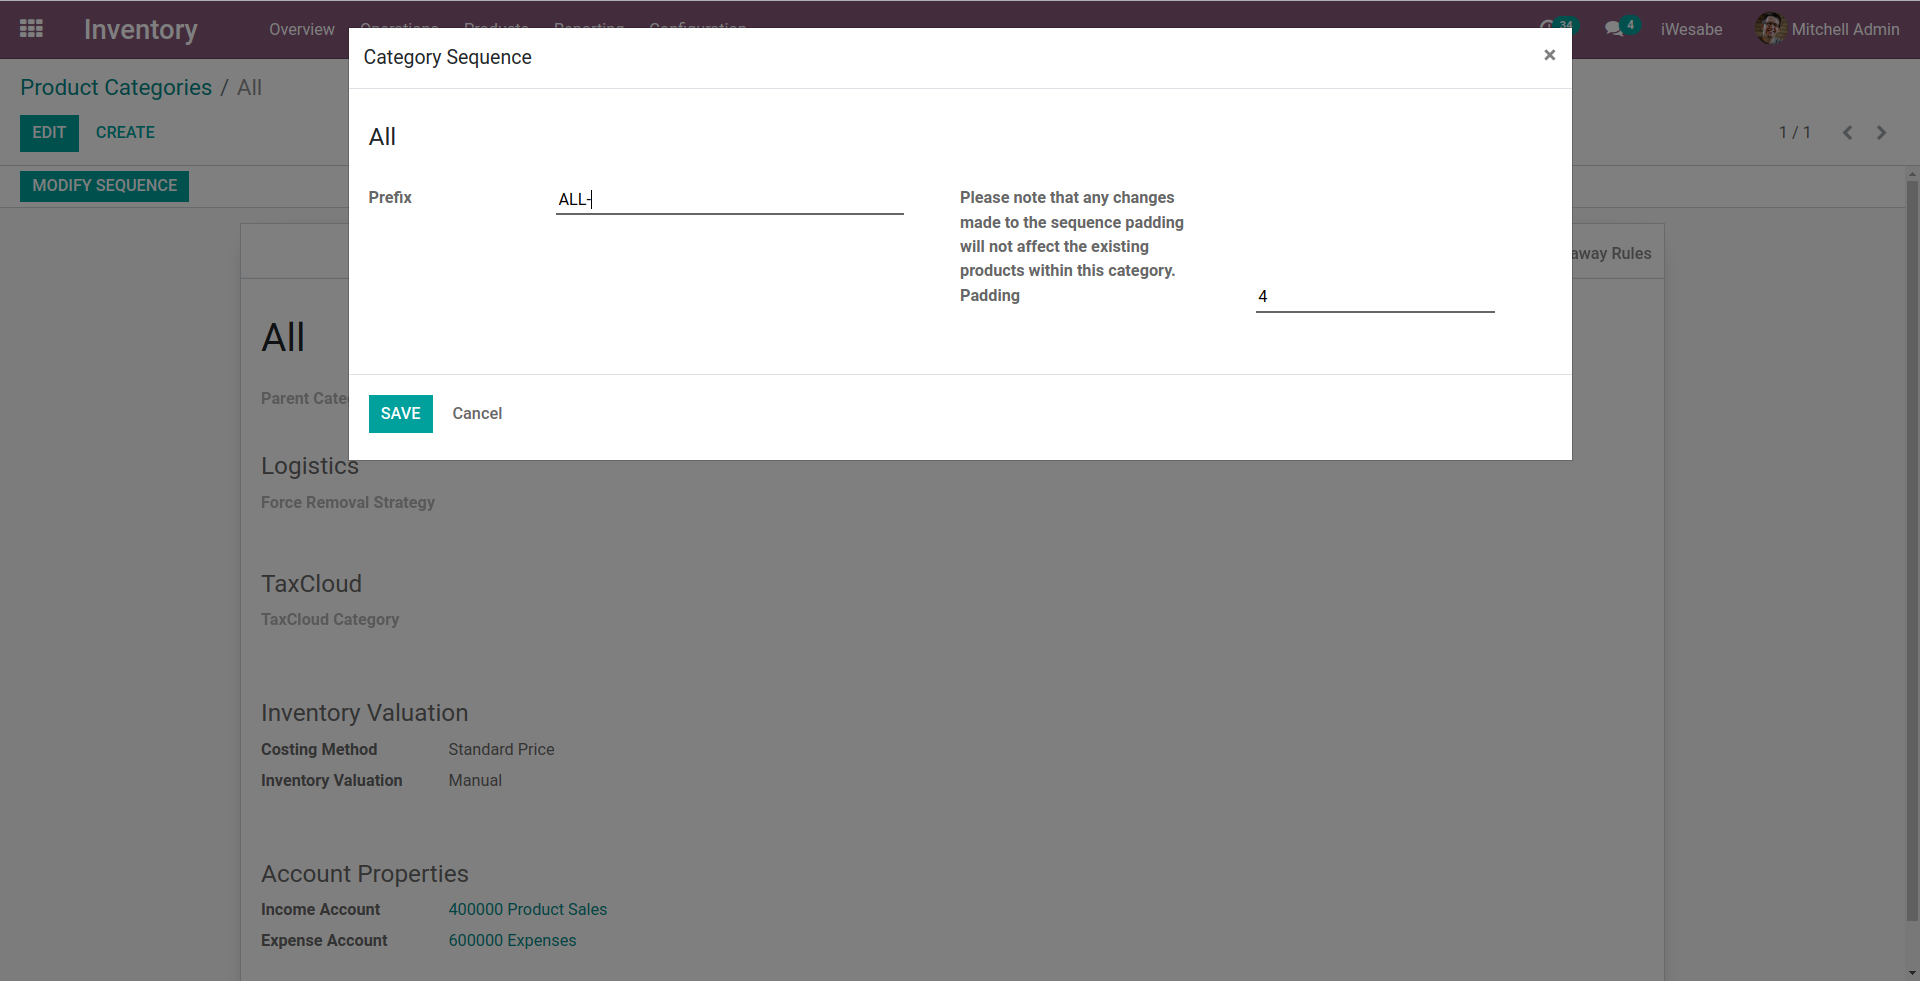 Inventory
Overview Operations Products Reporting Configuration
34 4 iWesabe Mitchell Admin
Category Sequence ×
Product Categories / All
All
EDIT CREATE
1 / 1
MODIFY SEQUENCE
Prefix ALL-
Please note that any changes
made to the sequence padding
will not affect the existing
products within this category.
Padding 4
away Rules
All
Parent Cate
SAVE Cancel
Logistics
Force Removal Strategy
TaxCloud
TaxCloud Category
Inventory Valuation
Costing Method Standard Price
Inventory Valuation Manual
Account Properties
Income Account 400000 Product Sales
Expense Account 600000 Expenses